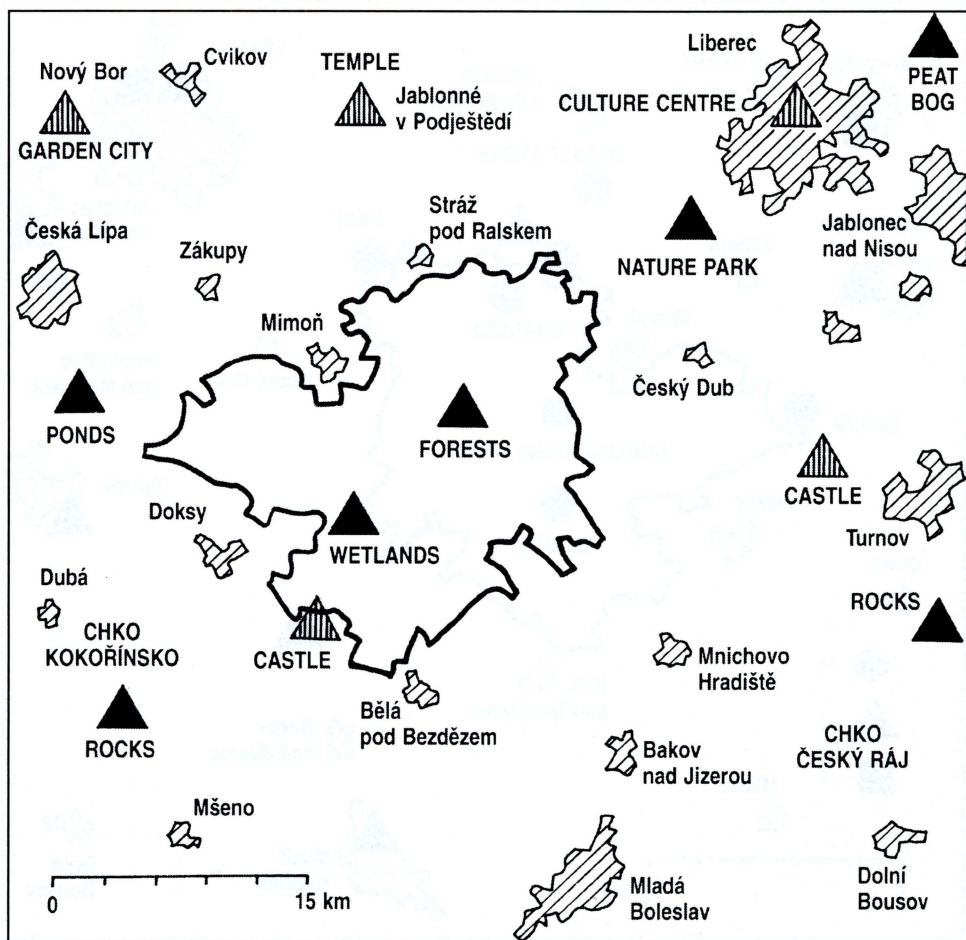 Cvikov
Liberec
Nový Bor
TEMPLE
PEAT
BOG
Jablonné
v Podještědí
CULTURE CENTRE
GARDEN CITY
Stráž
pod Ralskem
Jablonec
nad Nisou
Česká Lípa
Zákupy
NATURE PARK
Mimoň
Český Dub
PONDS
FORESTS
CASTLE
Doksy
WETLANDS
Turnov
Dubá
ROCKS
CHKO
KOKOŘÍNSKO
CASTLE
Mnichovo
Hradiště
Bělá
pod Bezdězem
ROCKS
CHKO
ČESKÝ RÁJ
Bakov
nad Jizerou
Mšeno
Mladá
Boleslav
Dolní
Bousov
0
15 km